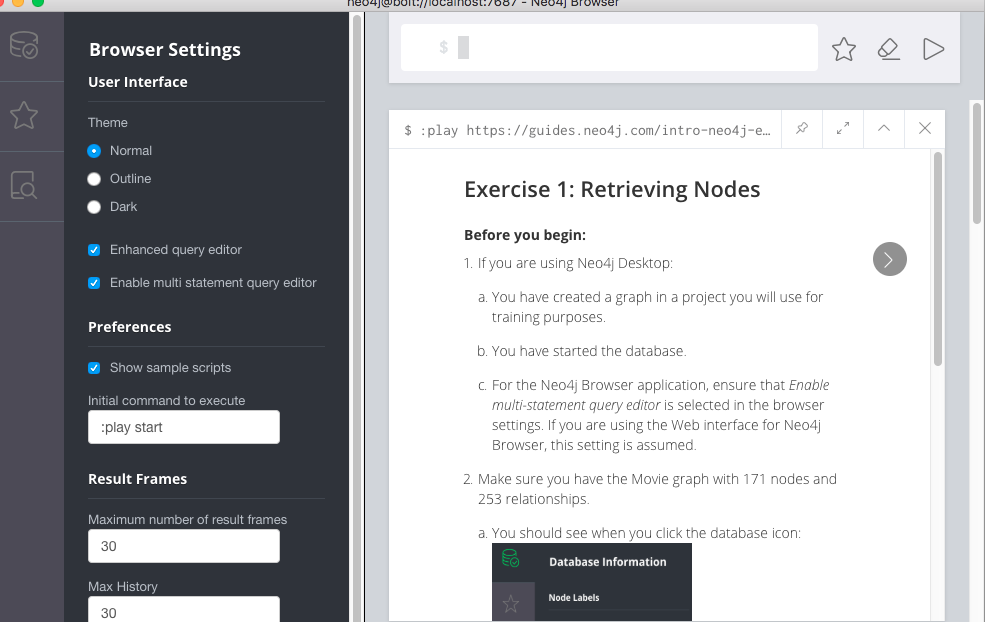 neo4j@bolt://localhost:7687 - Neo4j Browser
Browser Settings
User Interface
Theme
Normal
Outline
Dark
Enhanced query editor
Enable multi statement query editor
Preferences
Show sample scripts
Initial command to execute
:play start
Result Frames
Maximum number of result frames
30
Max History
30
$
$ :play https://guides.neo4j.com/intro-neo4j-e…
Exercise 1: Retrieving Nodes
Before you begin:
1. If you are using Neo4j Desktop:
a. You have created a graph in a project you will use for
training purposes.
b. You have started the database.
c. For the Neo4j Browser application, ensure that Enable
multi-statement query editor is selected in the browser
settings. If you are using the Web interface for Neo4j
Browser, this setting is assumed.
2. Make sure you have the Movie graph with 171 nodes and
253 relationships.
a. You should see when you click the database icon:
Database Information
Node Labels